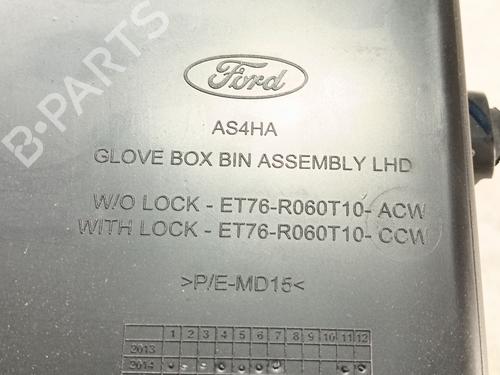 B-PARTS
Ford
AS4HA
GLOVE BOX BIN ASSEMBLY LHD
W/O LOCK - ET76-R060T10- ACW
WITH LOCK - ET76-R060T10- CCW
>P/E-MD15<
1 2 3 4 5 6 7 8 9 10 11 12
2013
2014